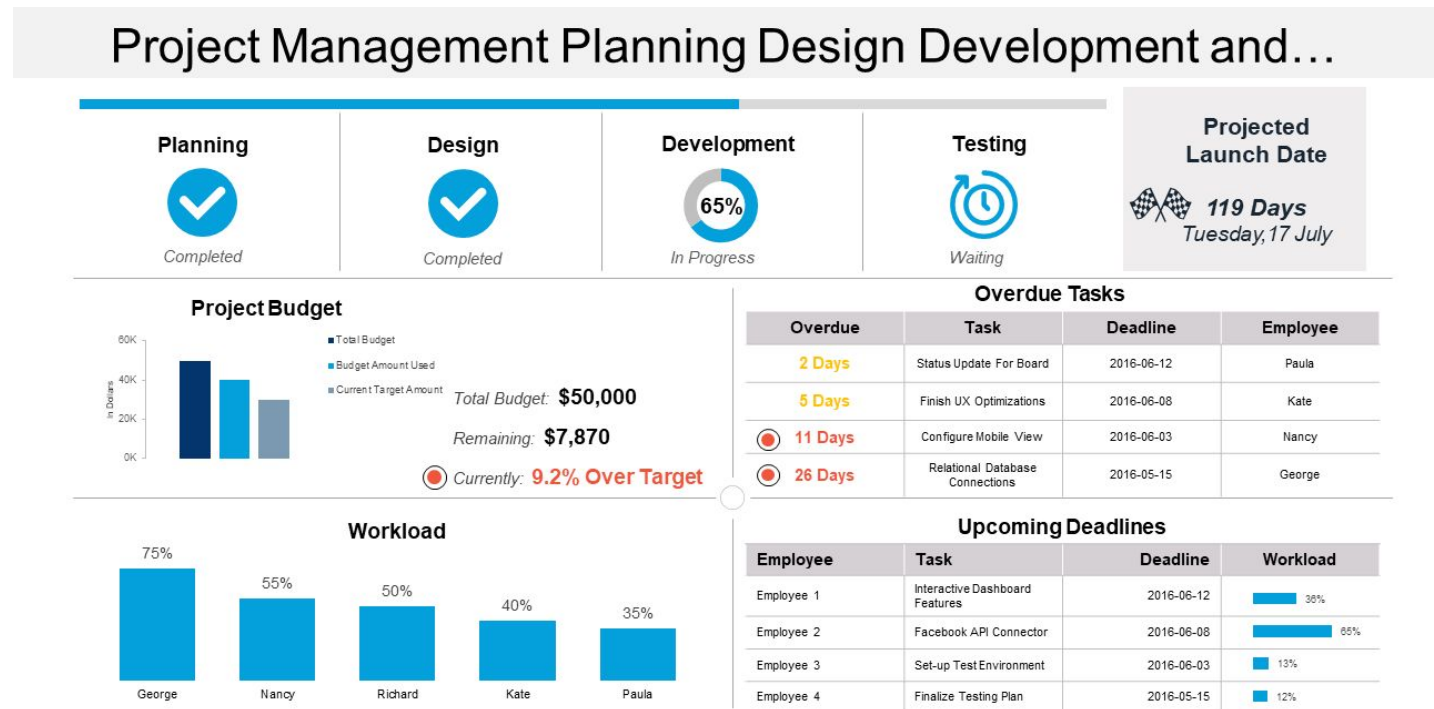 Project Management Planning Design Development and…
Planning
Completed
Design
Completed
Development
65%
In Progress
Testing
Waiting
Projected
Launch Date
119 Days
Tuesday,17 July
Project Budget
60K
40K
20K
0K
In Dollars
Total Budget
Budget Amount Used
Current Target Amount
Total Budget: $50,000
Remaining: $7,870
Currently: 9.2% Over Target
Overdue Tasks
Overdue Task Deadline Employee
2 Days Status Update For Board 2016-06-12 Paula
5 Days Finish UX Optimizations 2016-06-08 Kate
11 Days Configure Mobile View 2016-06-03 Nancy
26 Days Relational Database
Connections 2016-05-15 George
Workload
75%
55%
50%
40%
35%
George Nancy Richard Kate Paula
Upcoming Deadlines
Employee Task Deadline Workload
Employee 1 Interactive Dashboard
Features 2016-06-12 36%
Employee 2 Facebook API Connector 2016-06-08 65%
Employee 3 Set-up Test Environment 2016-06-03 13%
Employee 4 Finalize Testing Plan 2016-05-15 12%